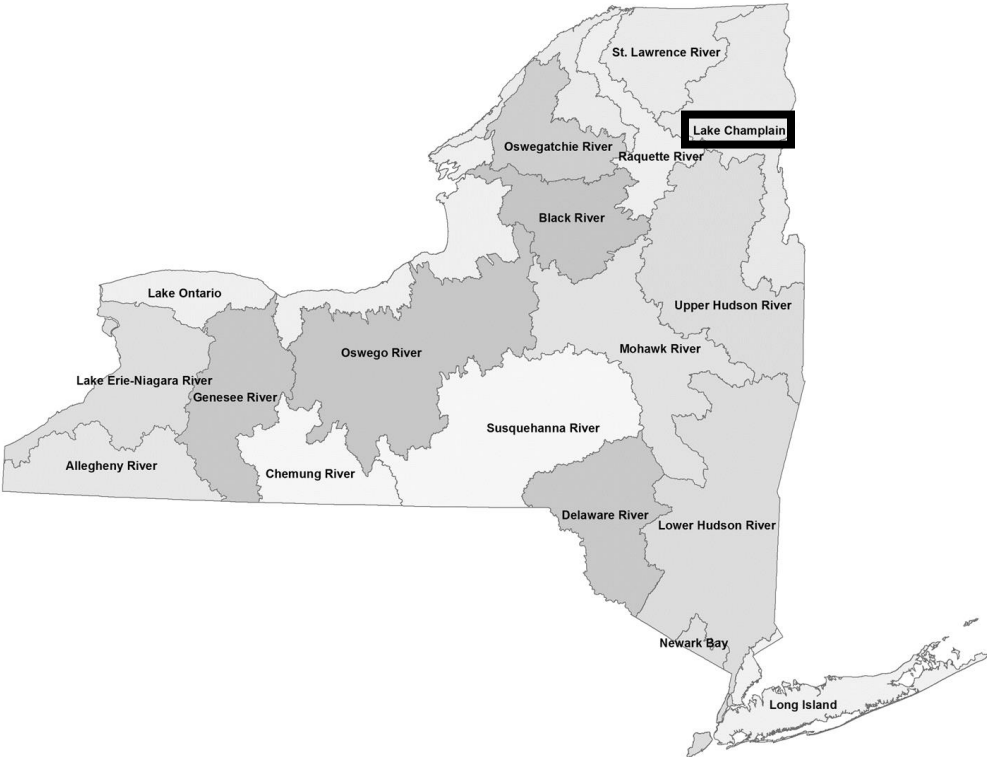 St. Lawrence River
Lake Champlain
Oswegatchie River
Raquette River
Black River
Lake Ontario
Upper Hudson River
Mohawk River
Oswego River
Lake Erie-Niagara River
Genesee River
Susquehanna River
Allegheny River
Chemung River
Delaware River
Lower Hudson River
Newark Bay
Long Island